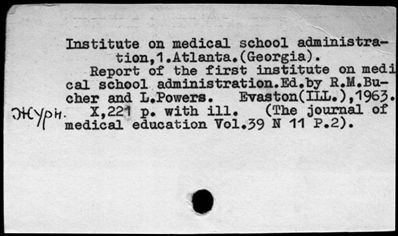 Institute on medical school administra-
tion,1.Atlanta.(Georgia).
Report of the first institute on medi
cal school administration.Ed.by R.M.Bu-
cher and L.Powers. Evaston(ILL.),1963.
Журн. X,221 p. with ill. (The journal of
medical education Vol.39 N 11 P.2).